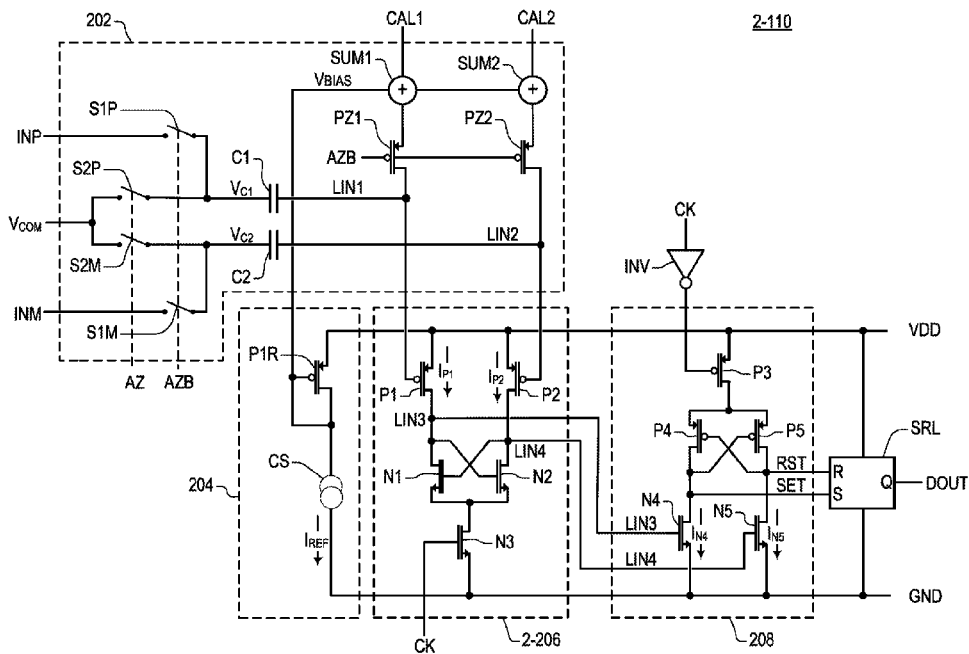 202
CAL1
CAL2
2-110
SUM1
SUM2
+
+
VBIAS
S1P
INP
PZ1
PZ2
AZB
S2P
C1
VC1
LIN1
VCOM
VC2
LIN2
S2M
C2
CK
INV
INM
S1M
VDD
P1R
AZ
AZB
IP1
IP2
P1
P2
P3
LIN3
LIN4
P4
P5
SRL
CS
N1
N2
RST
R
Q
DOUT
SET
S
204
N4
N5
IREF
N3
LIN3
IN4
IN5
LIN4
GND
CK
2-206
208